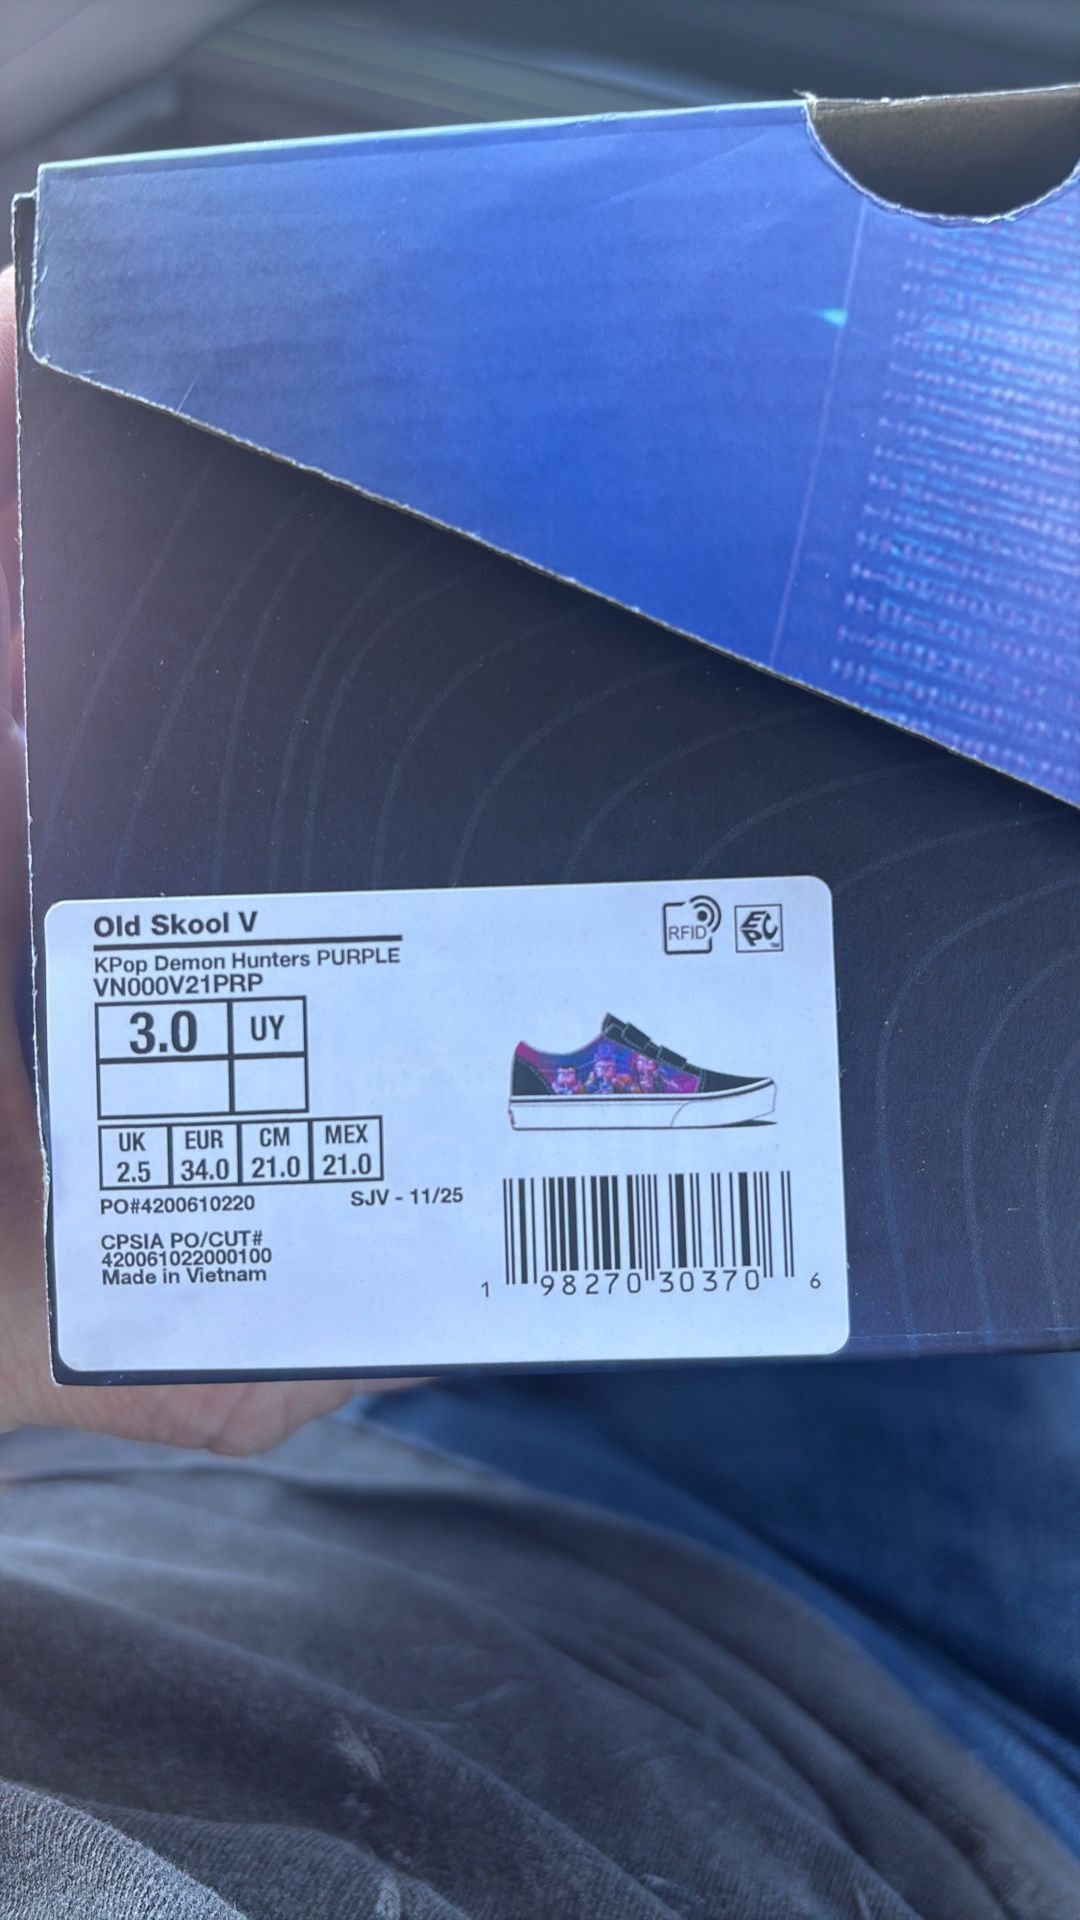 Old Skool V
KPop Demon Hunters PURPLE
VN000V21PRP
RFID
EPC™
3.0 UY
UK EUR CM MEX
2.5 34.0 21.0 21.0
PO#4200610220 SJV - 11/25
CPSIA PO/CUT#
420061022000100
Made in Vietnam
1 98270 30370 6